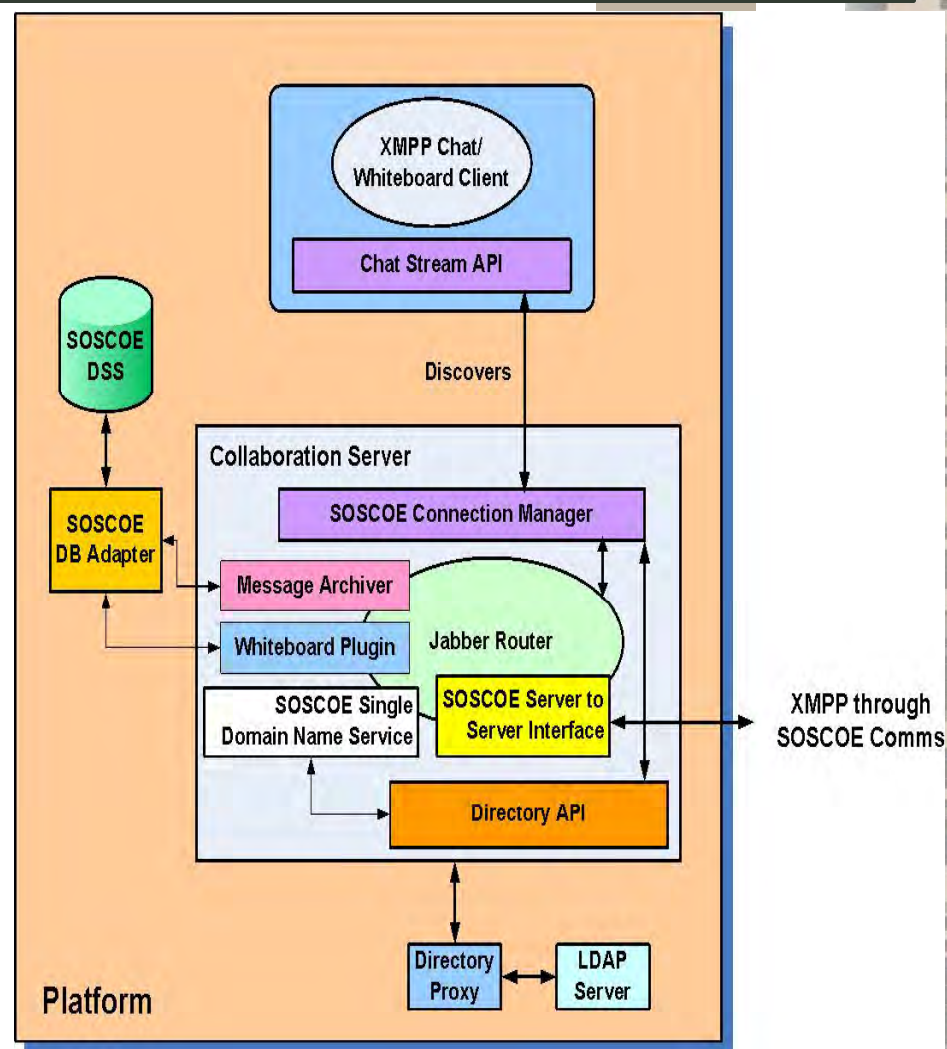 XMPP Chat/
Whiteboard Client
Chat Stream API
SOSCOE
DSS
Discovers
Collaboration Server
SOSCOE Connection Manager
SOSCOE
DB Adapter
Message Archiver
Whiteboard Plugin
Jabber Router
SOSCOE Single
Domain Name Service
SOSCOE Server to
Server Interface
XMPP through
SOSCOE Comms
Directory API
Directory
Proxy
LDAP
Server
Platform